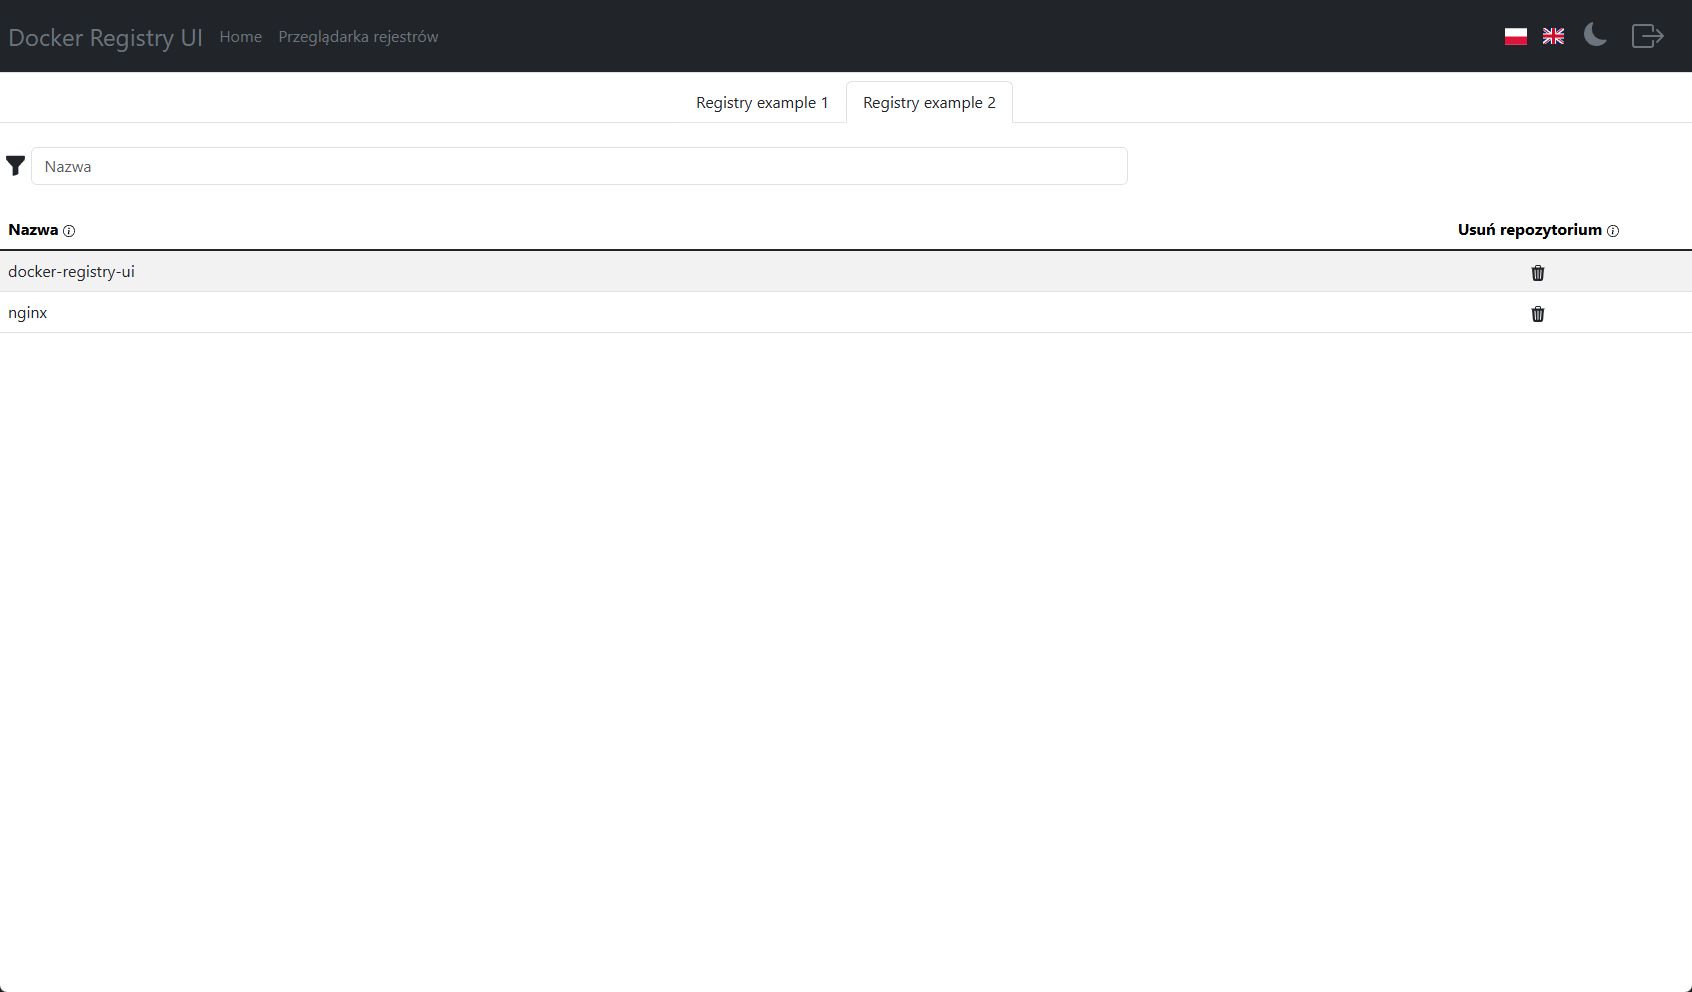 Docker Registry UI Home Przeglądarka rejestrów
Registry example 1 Registry example 2
Nazwa
Nazwa Usuń repozytorium
docker-registry-ui
nginx